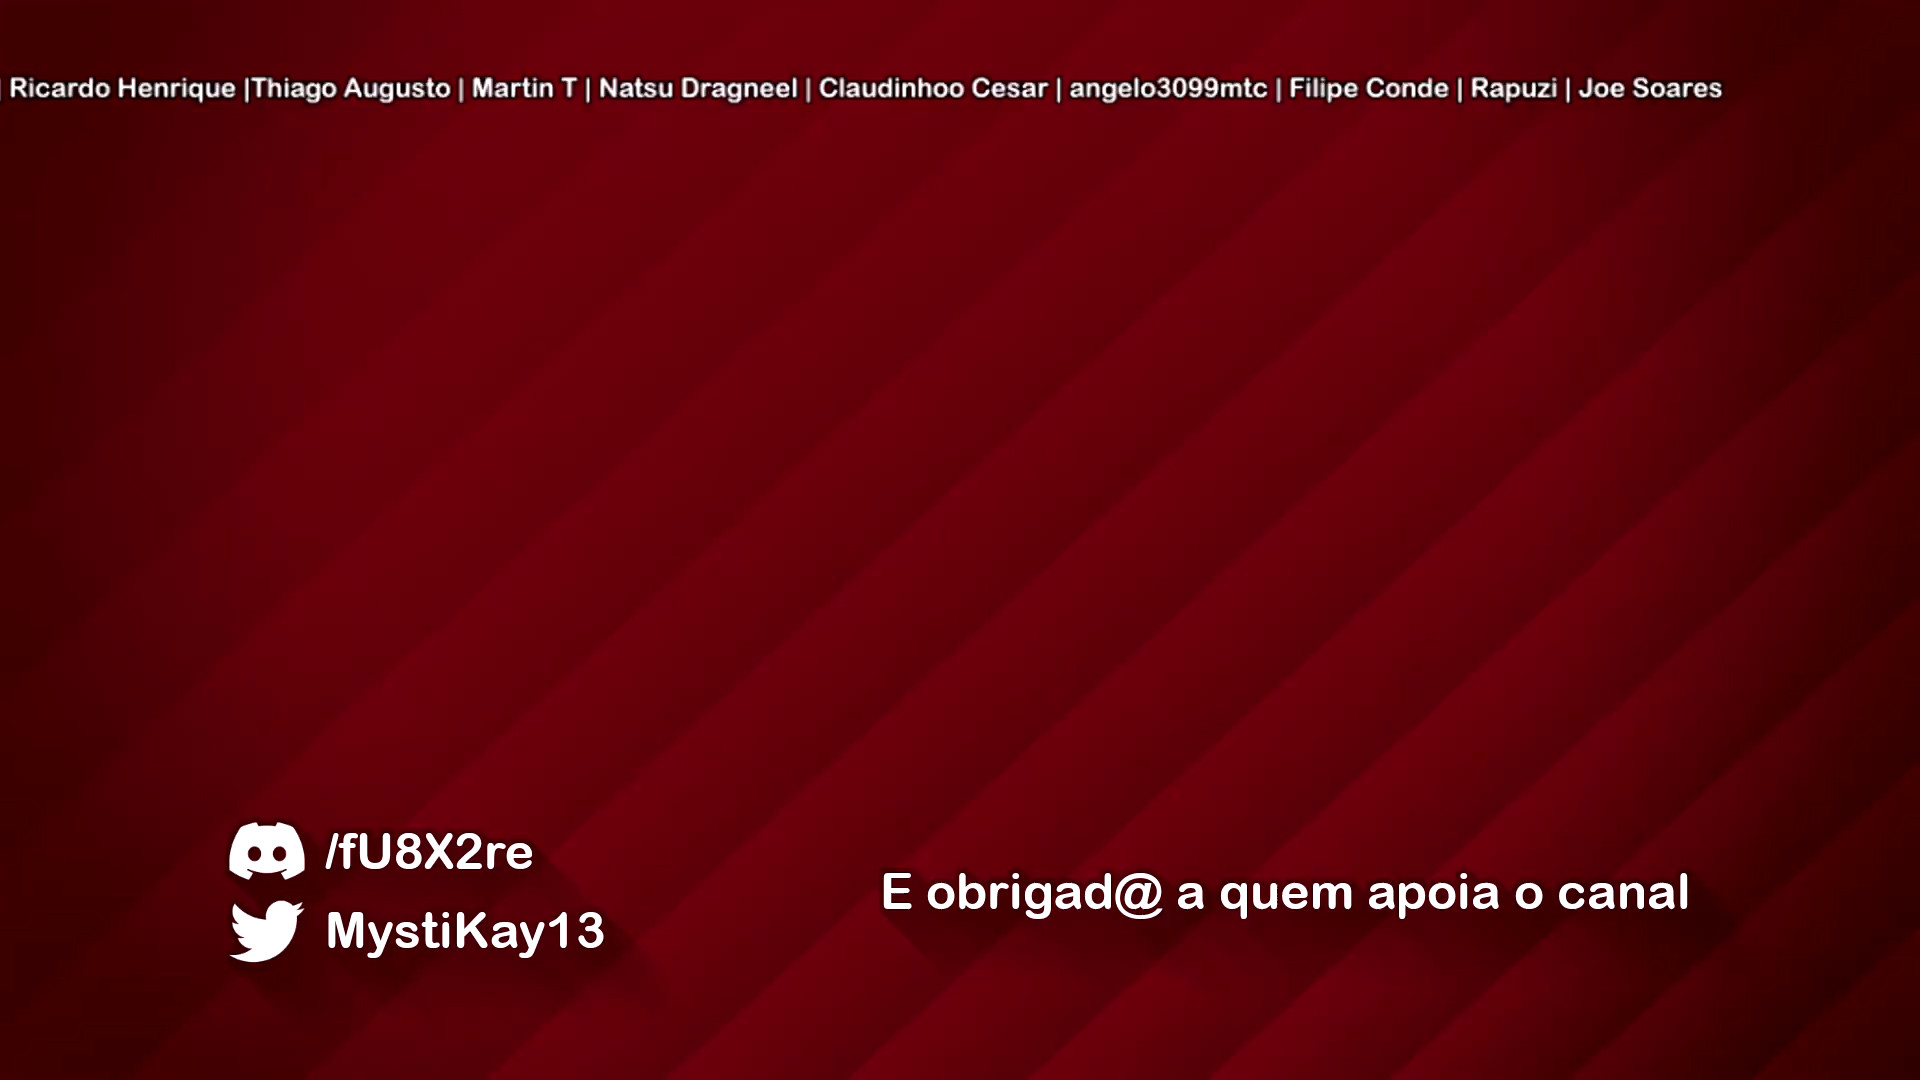 | Ricardo Henrique |Thiago Augusto | Martin T | Natsu Dragneel | Claudinhoo Cesar | angelo3099mtc | Filipe Conde | Rapuzi | Joe Soares
/fU8X2re
MystiKay13
E obrigad@ a quem apoia o canal